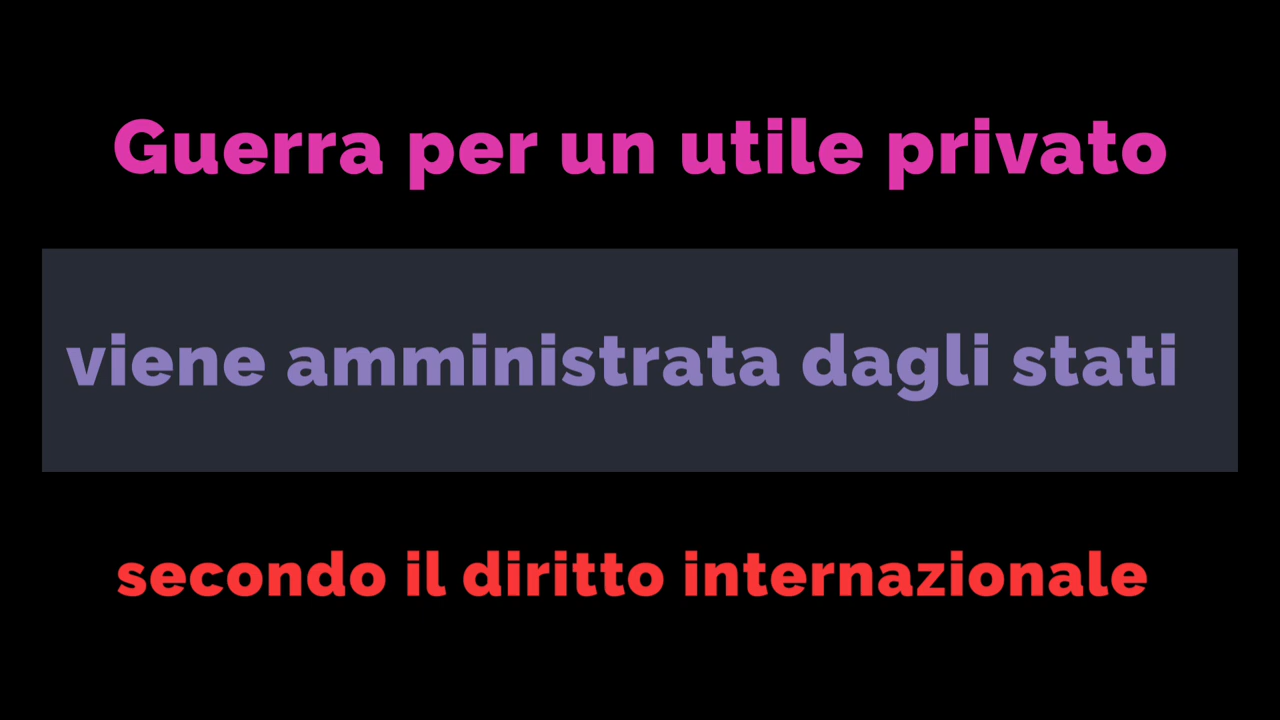 Guerra per un utile privato
viene amministrata dagli stati
secondo il diritto internazionale